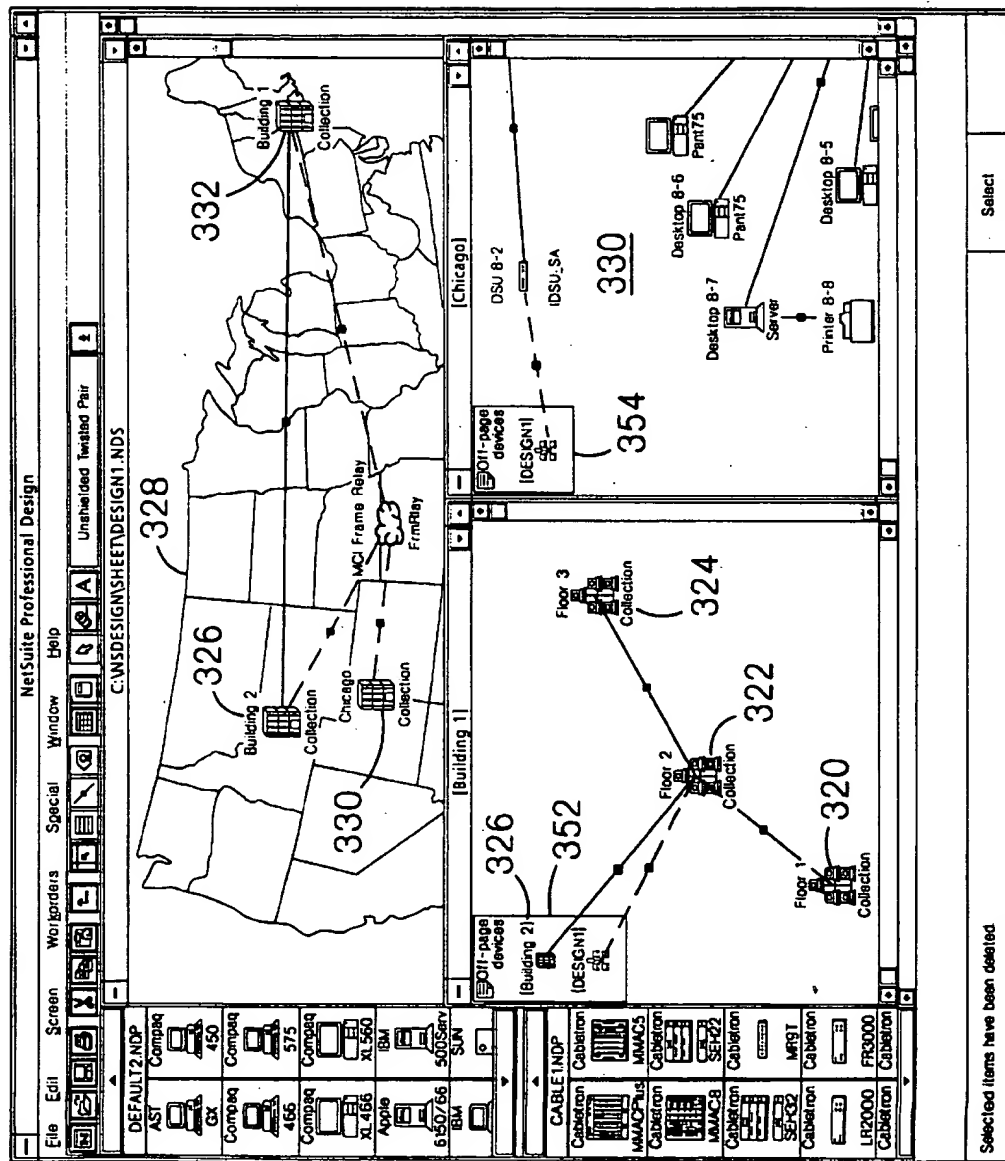 NetSuite Professional Design
File Edit Screen Workorders Special Window Help
Unshielded Twisted Pair
DEFAULT2.NDP
AST
GX
Compaq
450
Compaq
466
Compaq
575
Compaq
XL466
Compaq
XL560
Apple
6150/66
IBM
500Serv
IBM
SUN
CABLE1.NDP
Cabletron
MMACPlus
Cabletron
MMAC5
Cabletron
MMAC8
Cabletron
SEHI22
Cabletron
SEHI32
Cabletron
MR9T
Cabletron
LR2000
Cabletron
FR3000
Cabletron
Cabletron
C:\NSDESIGN\SHEET\DESIGN1.NDS
328
326
Building 2
Collection
Chicago
Collection
330
MCI Frame Relay
FrmRlay
332
Building 1
Collection
[Building 1]
Off-page
devices
[Building 2]
[DESIGN1]
326
352
Floor 1
Collection
320
Floor 2
Collection
322
Floor 3
Collection
324
[Chicago]
Off-page
devices
[DESIGN1]
354
DSU 8-2
IDSU_SA
330
Desktop 8-7
Server
Printer 8-8
Desktop 8-6
Pant75
Pant75
Desktop 8-5
Selected items have been deleted.
Select